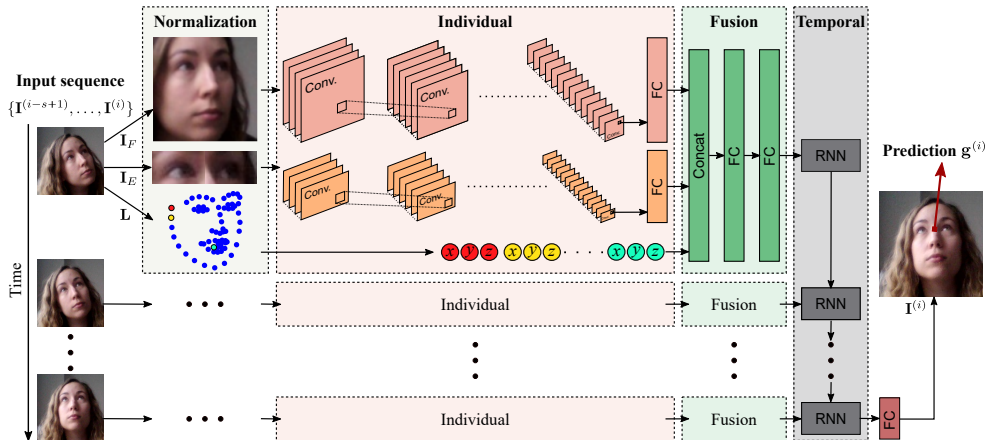 Normalization
Individual
Fusion
Temporal
Input sequence
{I^(i−s+1), . . . , I^(i)}
I_F
I_E
L
Conv.
Conv.
Conv.
FC
Conv.
Conv.
FC
x y z x y z . . . . x y z
Concat
FC
FC
RNN
Prediction g^(i)
I^(i)
Time
Individual
Fusion
RNN
Individual
Fusion
RNN
FC